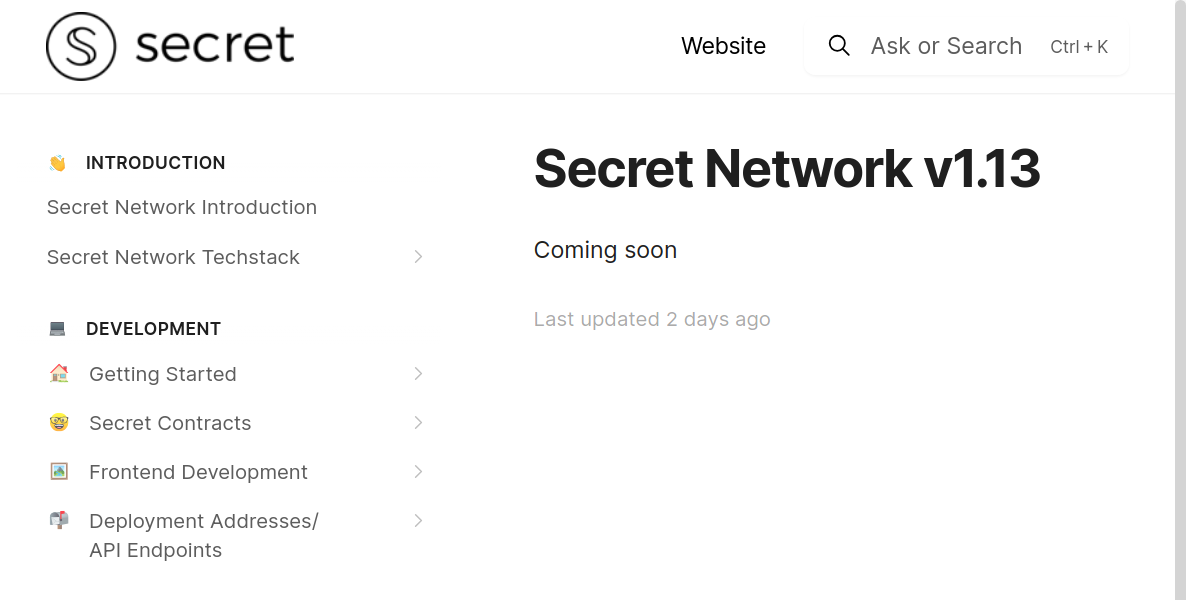 secret
Website
Ask or Search
Ctrl + K
INTRODUCTION
Secret Network Introduction
Secret Network Techstack
DEVELOPMENT
Getting Started
Secret Contracts
Frontend Development
Deployment Addresses/
API Endpoints
Secret Network v1.13
Coming soon
Last updated 2 days ago